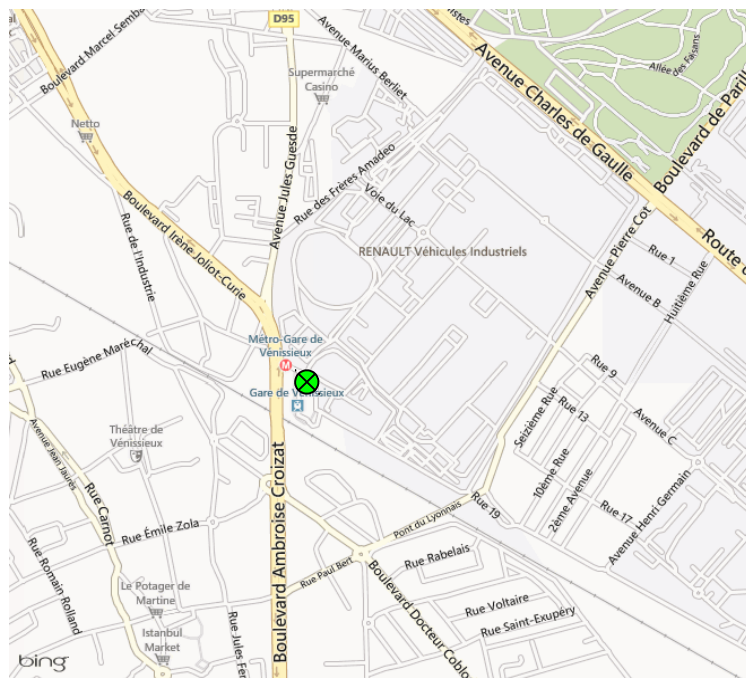 D95
Boulevard Marcel Semba
Avenue Marius Berliet
istes
Avenue Charles de Gaulle
Allée des Faisans
Boulevard de Parill
Supermarché
Casino
Netto
Avenue Jules Guesde
Rue des Frères Amadeo
Voie du Lac
Boulevard Irène Joliot-Curie
Rue de l'Industrie
RENAULT Véhicules Industriels
Avenue Pierre Cot
Route
Rue 1
Avenue B
Huitième Rue
Métro-Gare de
Vénissieux
M
Gare de Vénissieux
Rue Eugène Maréchal
Rue 9
Avenue C
Rue 13
Seizième Rue
10ème Rue
2ème Avenue
Rue 17
Avenue Henri Germain
Rue 19
Théâtre de
Vénissieux
Avenue Jean Jaurès
Rue Carnot
Boulevard Ambroise Croizat
Rue Émile Zola
Pont du Lyonnais
Rue Paul Bert
Rue Rabelais
Boulevard Docteur Coblo
Rue Voltaire
Rue Saint-Exupéry
Rue Romain Rolland
Le Potager de
Martine
Istanbul
Market
Rue Jules Fer
bing